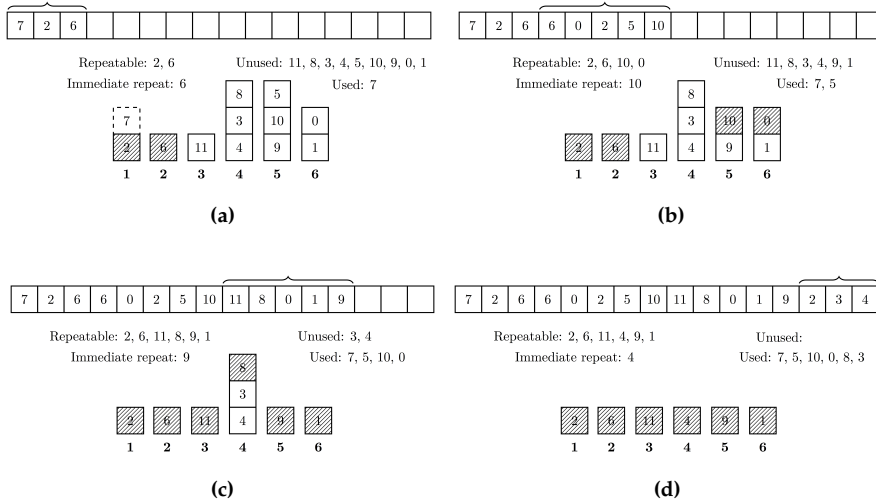 7 2 6
Repeatable: 2, 6
Unused: 11, 8, 3, 4, 5, 10, 9, 0, 1
Immediate repeat: 6
Used: 7
8 5
7 3 10 0
2 6 11 4 9 1
1 2 3 4 5 6
(a)
7 2 6 6 0 2 5 10
Repeatable: 2, 6, 10, 0
Unused: 11, 8, 3, 4, 9, 1
Immediate repeat: 10
Used: 7, 5
8
3 10 0
2 6 11 4 9 1
1 2 3 4 5 6
(b)
7 2 6 6 0 2 5 10 11 8 0 1 9
Repeatable: 2, 6, 11, 8, 9, 1
Unused: 3, 4
Immediate repeat: 9
Used: 7, 5, 10, 0
8
3
2 6 11 4 9 1
1 2 3 4 5 6
(c)
7 2 6 6 0 2 5 10 11 8 0 1 9 2 3 4
Repeatable: 2, 6, 11, 4, 9, 1
Unused:
Immediate repeat: 4
Used: 7, 5, 10, 0, 8, 3
2 6 11 4 9 1
1 2 3 4 5 6
(d)